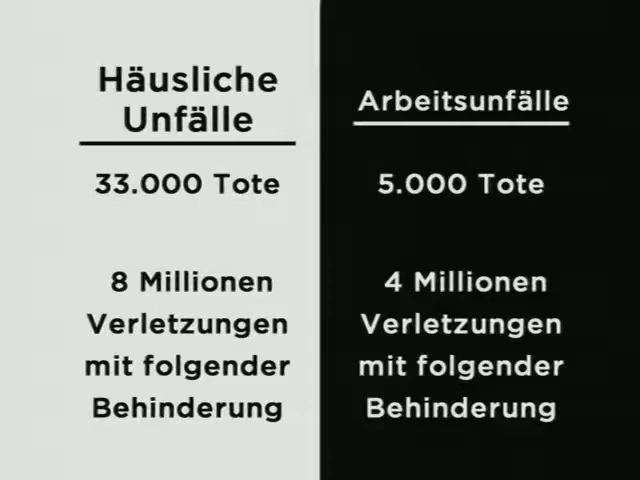 Häusliche
Unfälle
33.000 Tote
8 Millionen
Verletzungen
mit folgender
Behinderung
Arbeitsunfälle
5.000 Tote
4 Millionen
Verletzungen
mit folgender
Behinderung